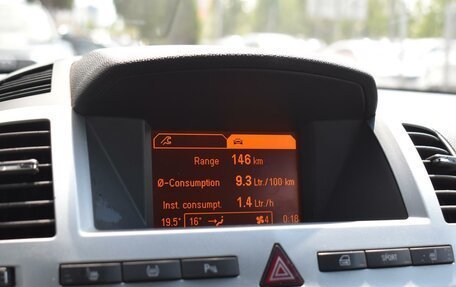 Range 146 km
Ø-Consumption 9.3 Ltr./100 km
Inst. consumpt. 1.4 Ltr./h
19.5° 16° 4 0:18
P SPORT